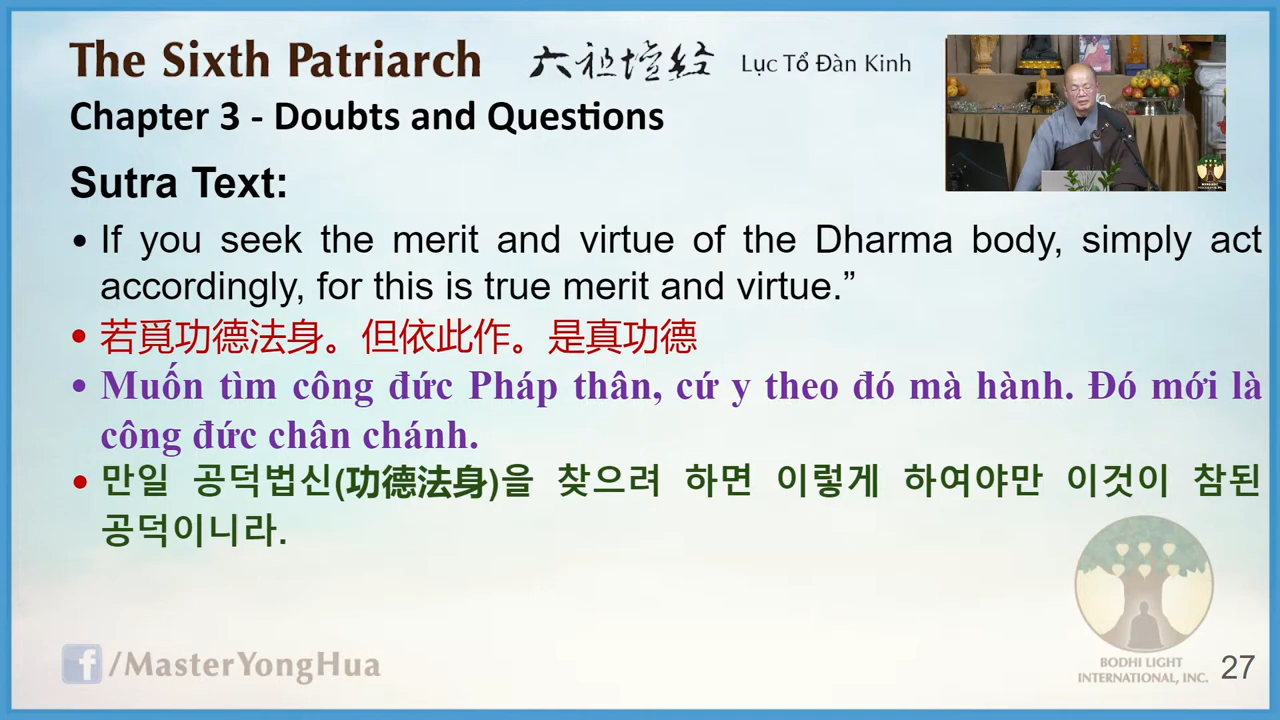 The Sixth Patriarch 六祖壇経 Lục Tổ Đàn Kinh
Chapter 3 - Doubts and Questions
Sutra Text:
• If you seek the merit and virtue of the Dharma body, simply act
accordingly, for this is true merit and virtue.”
• 若覓功德法身。但依此作。是真功德
• Muốn tìm công đức Pháp thân, cứ y theo đó mà hành. Đó mới là
công đức chân chánh.
• 만일 공덕법신(功德法身)을 찾으려 하면 이렇게 하여야만 이것이 참된
공덕이니라.
f /MasterYongHua
BODHI LIGHT
INTERNATIONAL, INC.
27